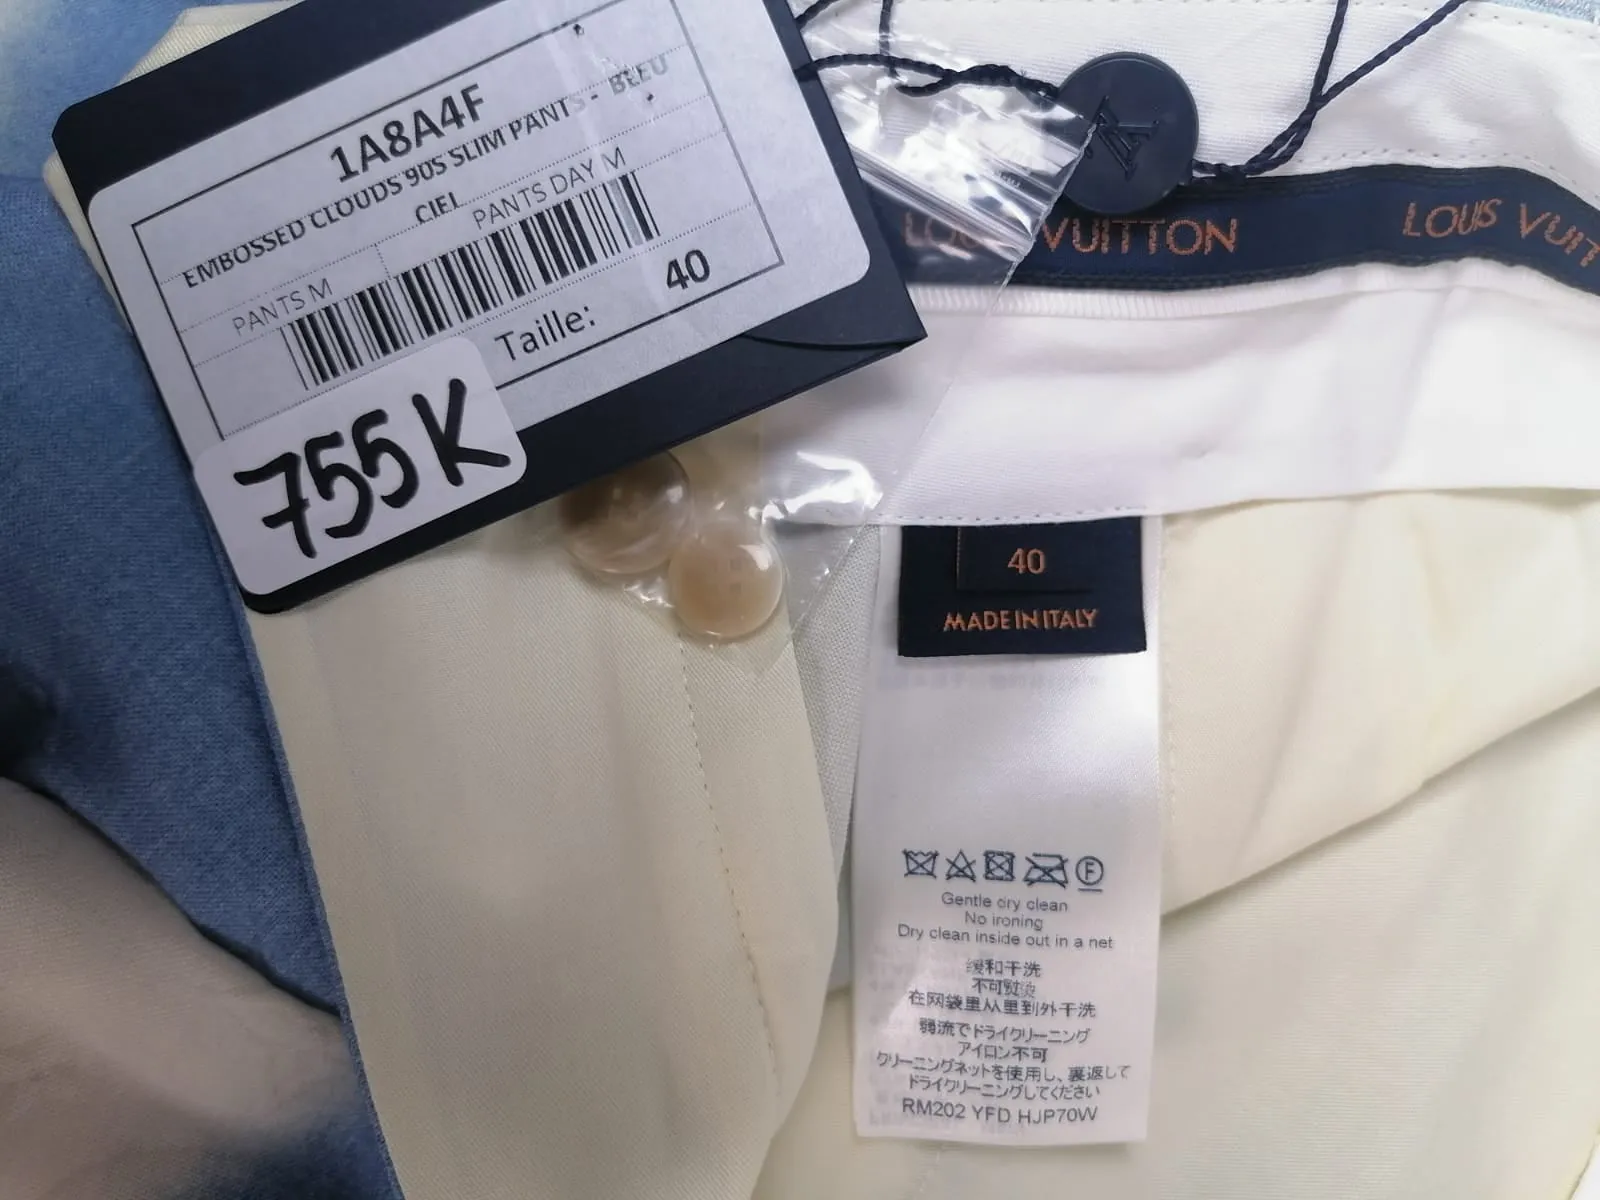 1A8A4F
EMBOSSED CLOUDS 90S SLIM PANTS - BLEU
CIEL
PANTS M
PANTS DAY M
Taille:
40
755K
LOUIS VUITTON
LOUIS VUIT
40
MADE IN ITALY
F
Gentle dry clean
No ironing
Dry clean inside out in a net
缓和干洗
不可熨烫
在网袋里从里到外干洗
弱流でドライクリーニング
アイロン不可
クリーニングネットを使用し、裏返して
ドライクリーニングしてください
RM202 YFD HJP70W